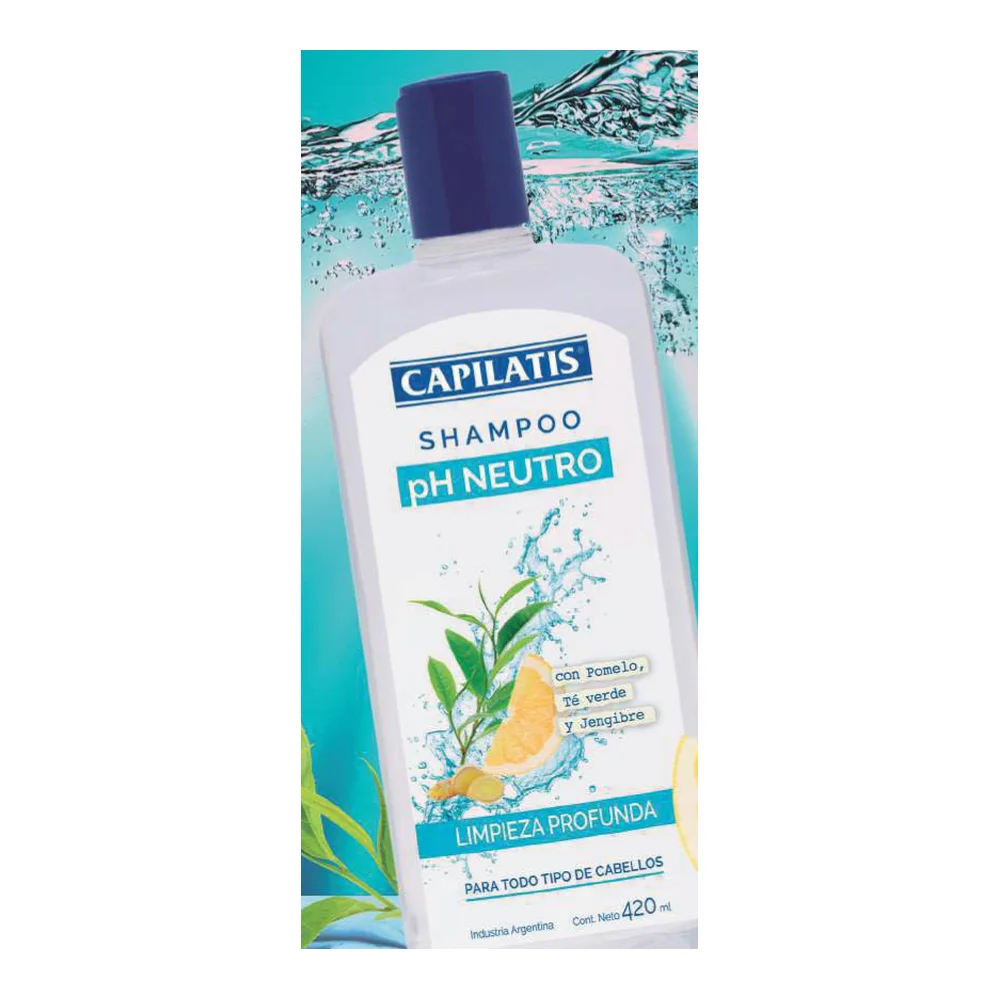 CAPILATIS®
SHAMPOO
pH NEUTRO
con Pomelo,
Té verde
y Jengibre
LIMPIEZA PROFUNDA
PARA TODO TIPO DE CABELLOS
Industria Argentina Cont. Neto 420 ml